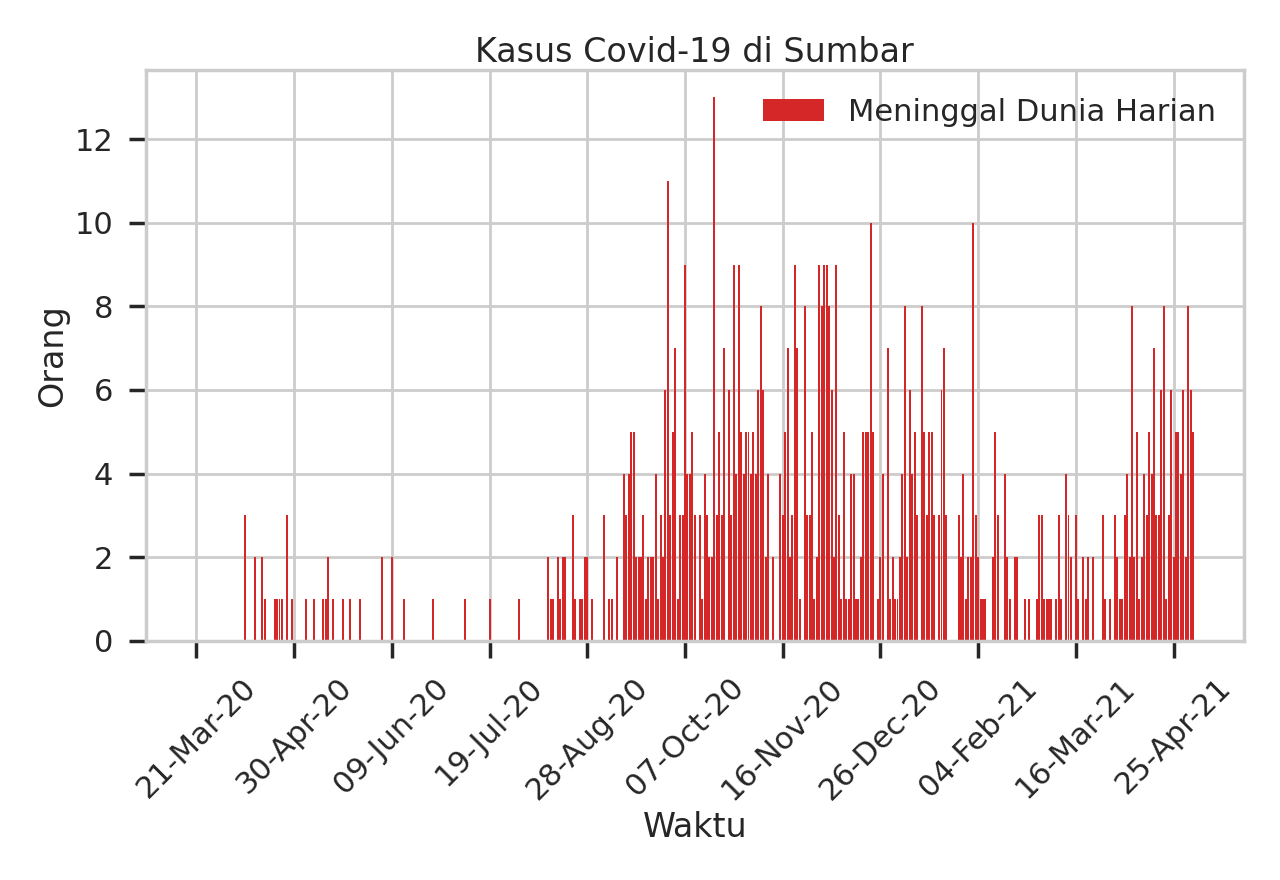 Kasus Covid-19 di Sumbar
Meninggal Dunia Harian
12
10
8
6
4
2
0
Orang
21-Mar-20
30-Apr-20
09-Jun-20
19-Jul-20
28-Aug-20
07-Oct-20
16-Nov-20
26-Dec-20
04-Feb-21
16-Mar-21
25-Apr-21
Waktu